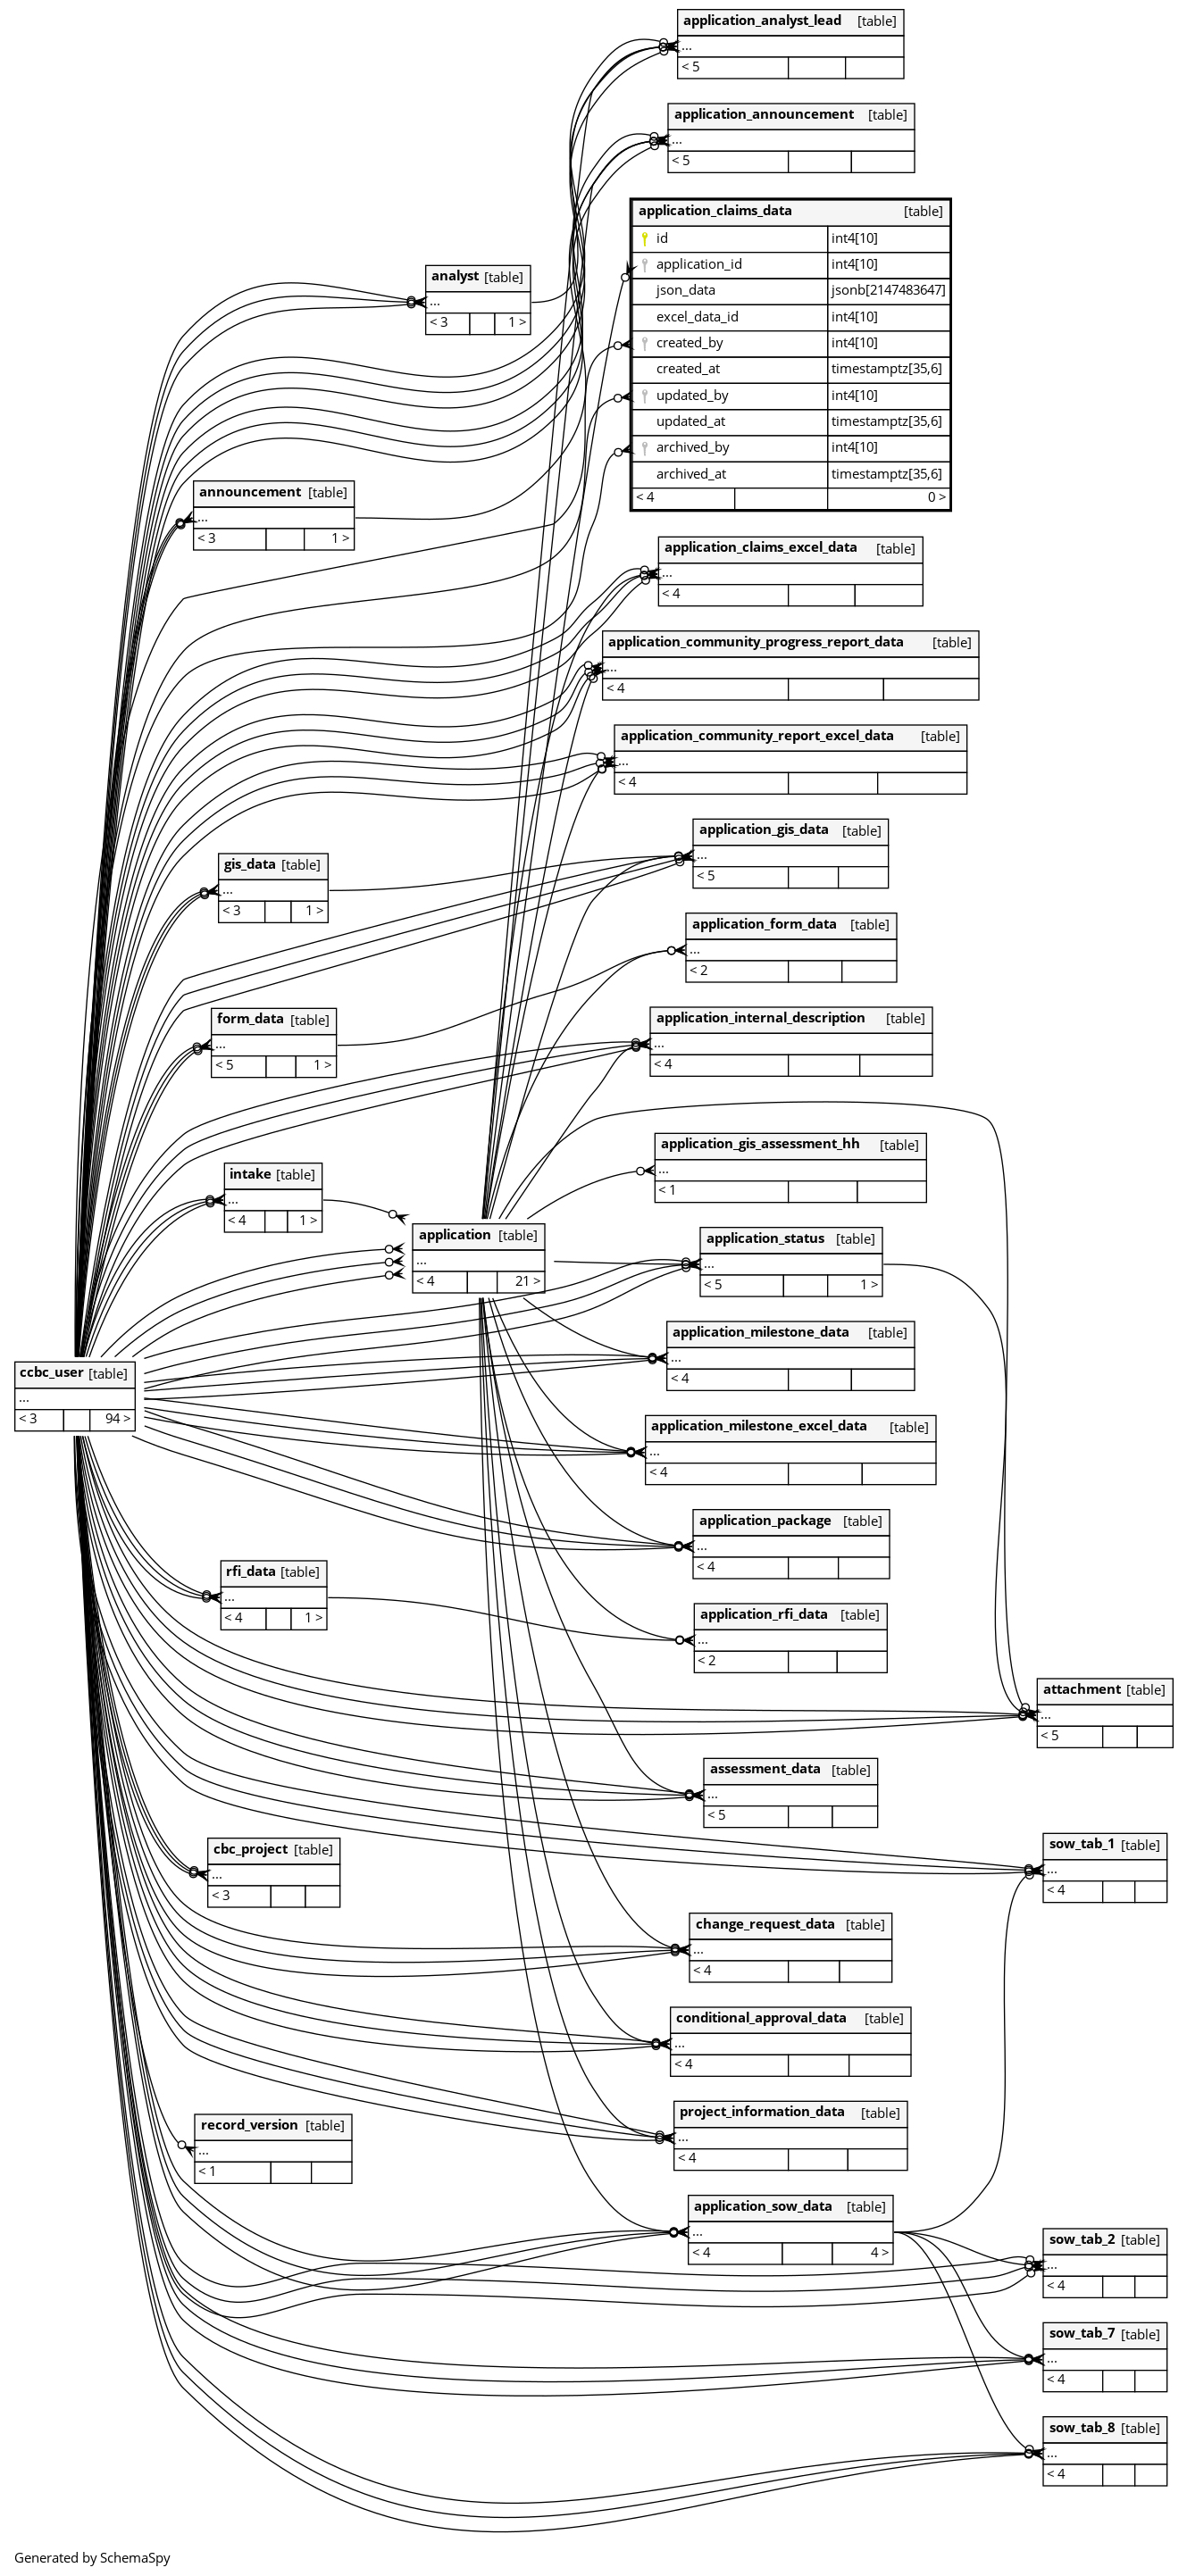 application_analyst_lead [table]
...
< 5
application_announcement [table]
...
< 5
application_claims_data [table]
id int4[10]
application_id int4[10]
json_data jsonb[2147483647]
excel_data_id int4[10]
created_by int4[10]
created_at timestamptz[35,6]
updated_by int4[10]
updated_at timestamptz[35,6]
archived_by int4[10]
archived_at timestamptz[35,6]
< 4 0 >
analyst [table]
...
< 3 1 >
announcement [table]
...
< 3 1 >
application_claims_excel_data [table]
...
< 4
application_community_progress_report_data [table]
...
< 4
application_community_report_excel_data [table]
...
< 4
application_gis_data [table]
...
< 5
gis_data [table]
...
< 3 1 >
application_form_data [table]
...
< 2
form_data [table]
...
< 5 1 >
application_internal_description [table]
...
< 4
application_gis_assessment_hh [table]
...
< 1
intake [table]
...
< 4 1 >
application [table]
...
< 4 21 >
application_status [table]
...
< 5 1 >
application_milestone_data [table]
...
< 4
ccbc_user [table]
...
< 3 94 >
application_milestone_excel_data [table]
...
< 4
application_package [table]
...
< 4
rfi_data [table]
...
< 4 1 >
application_rfi_data [table]
...
< 2
attachment [table]
...
< 5
assessment_data [table]
...
< 5
cbc_project [table]
...
< 3
sow_tab_1 [table]
...
< 4
change_request_data [table]
...
< 4
conditional_approval_data [table]
...
< 4
record_version [table]
...
< 1
project_information_data [table]
...
< 4
application_sow_data [table]
...
< 4 4 >
sow_tab_2 [table]
...
< 4
sow_tab_7 [table]
...
< 4
sow_tab_8 [table]
...
< 4
Generated by SchemaSpy